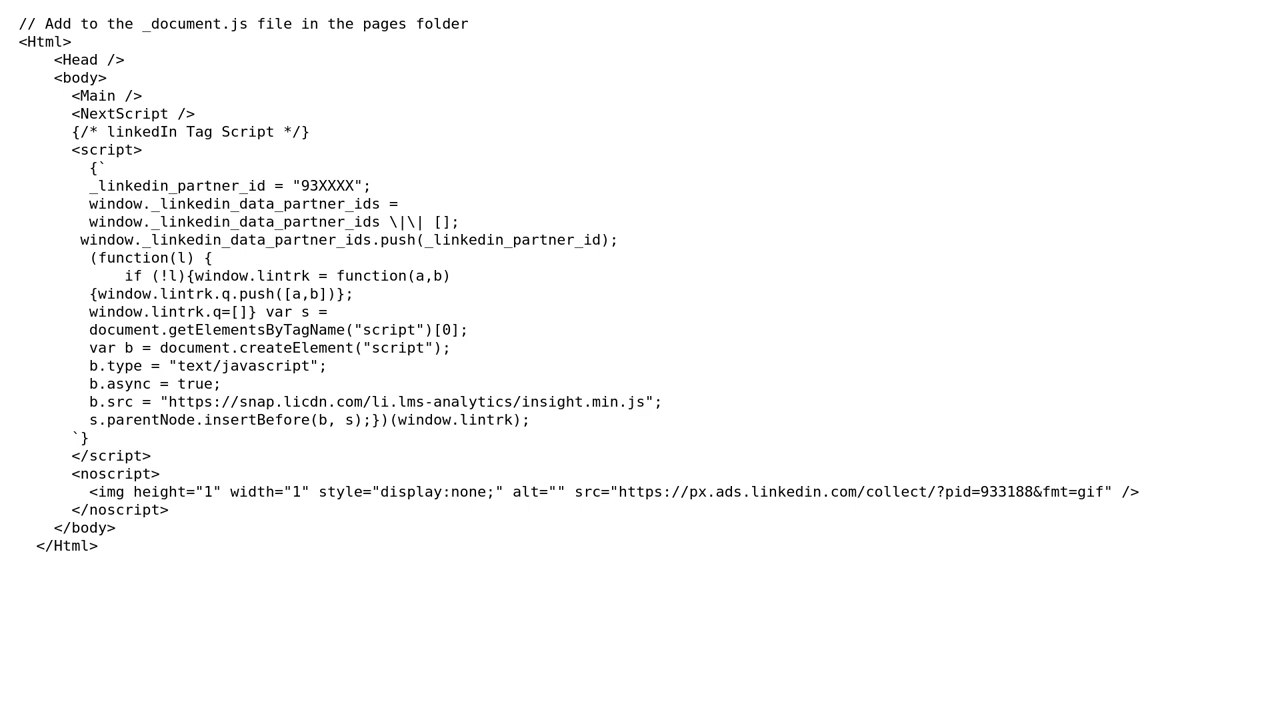 // Add to the _document.js file in the pages folder
<Html>
    <Head />
    <body>
      <Main />
      <NextScript />
      {/* linkedIn Tag Script */}
      <script>
        {`
        _linkedin_partner_id = "93XXXX";
        window._linkedin_data_partner_ids =
        window._linkedin_data_partner_ids \|\| [];
       window._linkedin_data_partner_ids.push(_linkedin_partner_id);
        (function(l) {
            if (!l){window.lintrk = function(a,b)
        {window.lintrk.q.push([a,b])};
        window.lintrk.q=[]} var s =
        document.getElementsByTagName("script")[0];
        var b = document.createElement("script");
        b.type = "text/javascript";
        b.async = true;
        b.src = "https://snap.licdn.com/li.lms-analytics/insight.min.js";
        s.parentNode.insertBefore(b, s);})(window.lintrk);
      `}
      </script>
      <noscript>
        <img height="1" width="1" style="display:none;" alt="" src="https://px.ads.linkedin.com/collect/?pid=933188&fmt=gif" />
      </noscript>
    </body>
  </Html>